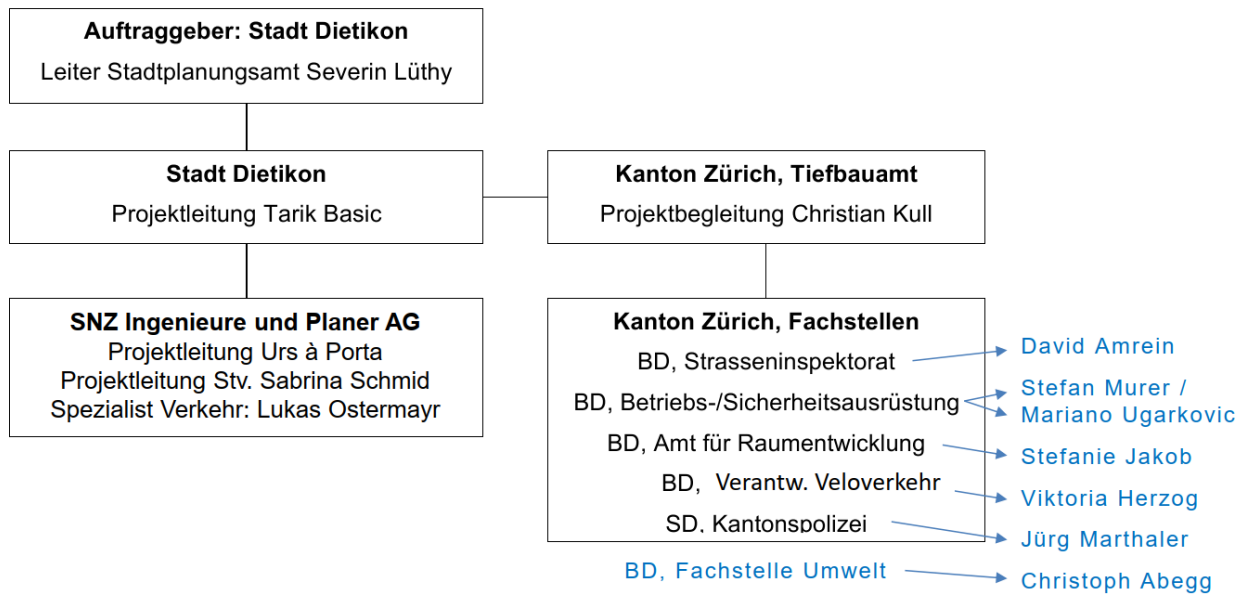 Auftraggeber: Stadt Dietikon
Leiter Stadtplanungsamt Severin Lüthy
Stadt Dietikon
Projektleitung Tarik Basic
Kanton Zürich, Tiefbauamt
Projektbegleitung Christian Kull
SNZ Ingenieure und Planer AG
Projektleitung Urs à Porta
Projektleitung Stv. Sabrina Schmid
Spezialist Verkehr: Lukas Ostermayr
Kanton Zürich, Fachstellen
BD, Strasseninspektorat
David Amrein
BD, Betriebs-/Sicherheitsausrüstung
Stefan Murer /
Mariano Ugarkovic
BD, Amt für Raumentwicklung
Stefanie Jakob
BD, Verantw. Veloverkehr
Viktoria Herzog
SD, Kantonspolizei
Jürg Marthaler
BD, Fachstelle Umwelt
Christoph Abegg